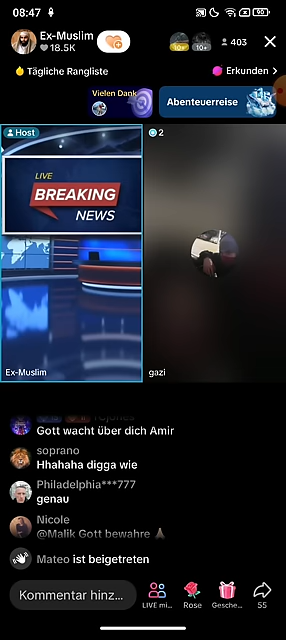 08:47
90
Ex-Muslim
18.5K
10+
10+
403
Tägliche Rangliste
Erkunden
Vielen Dank
Abenteuerreise
Host
2
LIVE
BREAKING
NEWS
Ex-Muslim
gazi
Gott wacht über dich Amir
soprano
Hhahaha digga wie
Philadelphia***777
genau
Nicole
@Malik Gott bewahre 🙏
Mateo ist beigetreten
Kommentar hinz...
LIVE mi...
Rose
Gesche...
55